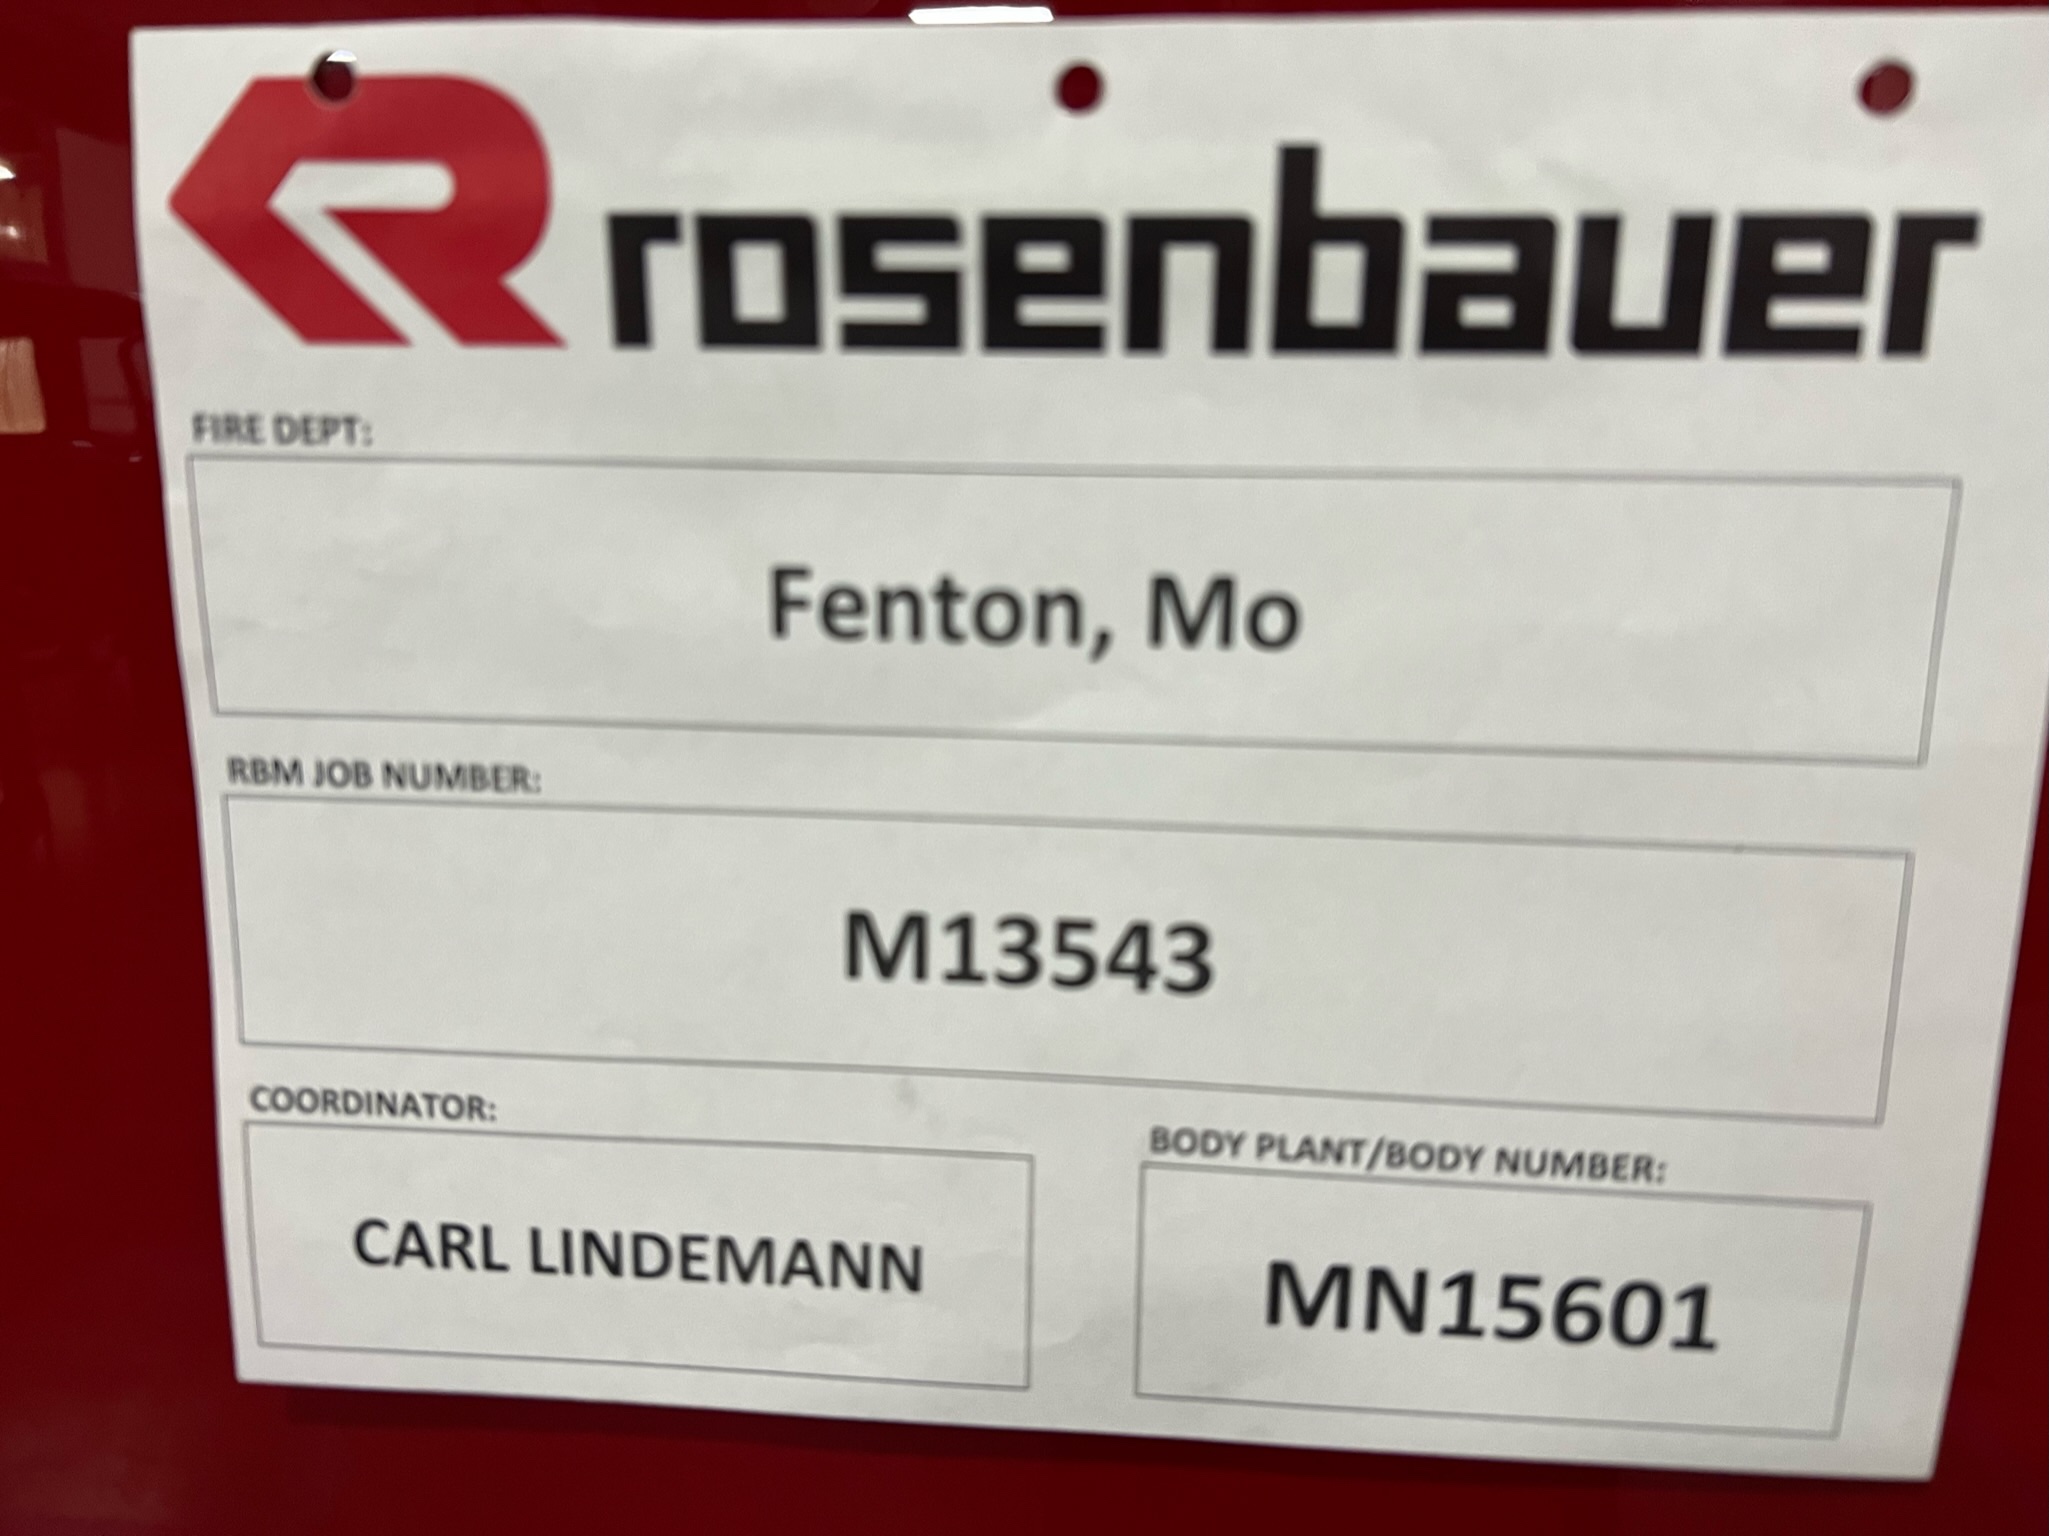 rosenbauer
FIRE DEPT:
Fenton, Mo
RBM JOB NUMBER:
M13543
COORDINATOR:
CARL LINDEMANN
BODY PLANT/BODY NUMBER:
MN15601